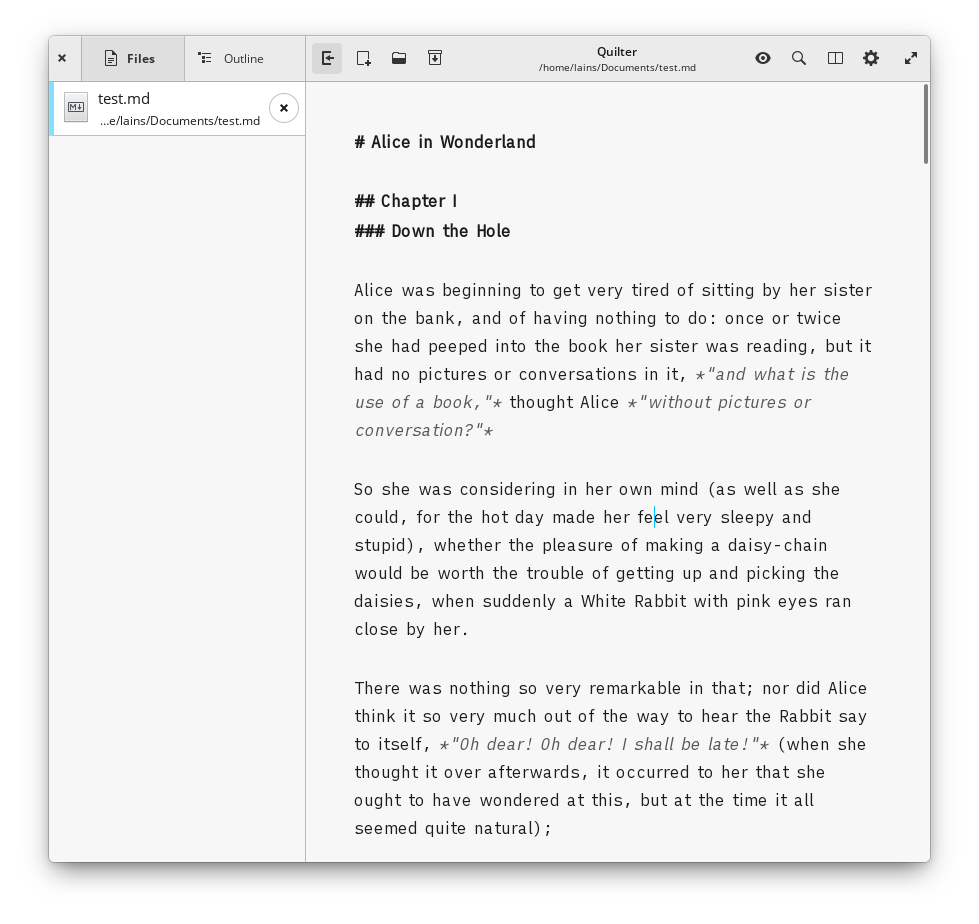 Files
Outline
Quilter
/home/lains/Documents/test.md
test.md
...e/lains/Documents/test.md
# Alice in Wonderland
## Chapter I
### Down the Hole
Alice was beginning to get very tired of sitting by her sister
on the bank, and of having nothing to do: once or twice
she had peeped into the book her sister was reading, but it
had no pictures or conversations in it, *"and what is the
use of a book,"* thought Alice *"without pictures or
conversation?"*
So she was considering in her own mind (as well as she
could, for the hot day made her feel very sleepy and
stupid), whether the pleasure of making a daisy-chain
would be worth the trouble of getting up and picking the
daisies, when suddenly a White Rabbit with pink eyes ran
close by her.
There was nothing so very remarkable in that; nor did Alice
think it so very much out of the way to hear the Rabbit say
to itself, *"Oh dear! Oh dear! I shall be late!"* (when she
thought it over afterwards, it occurred to her that she
ought to have wondered at this, but at the time it all
seemed quite natural);